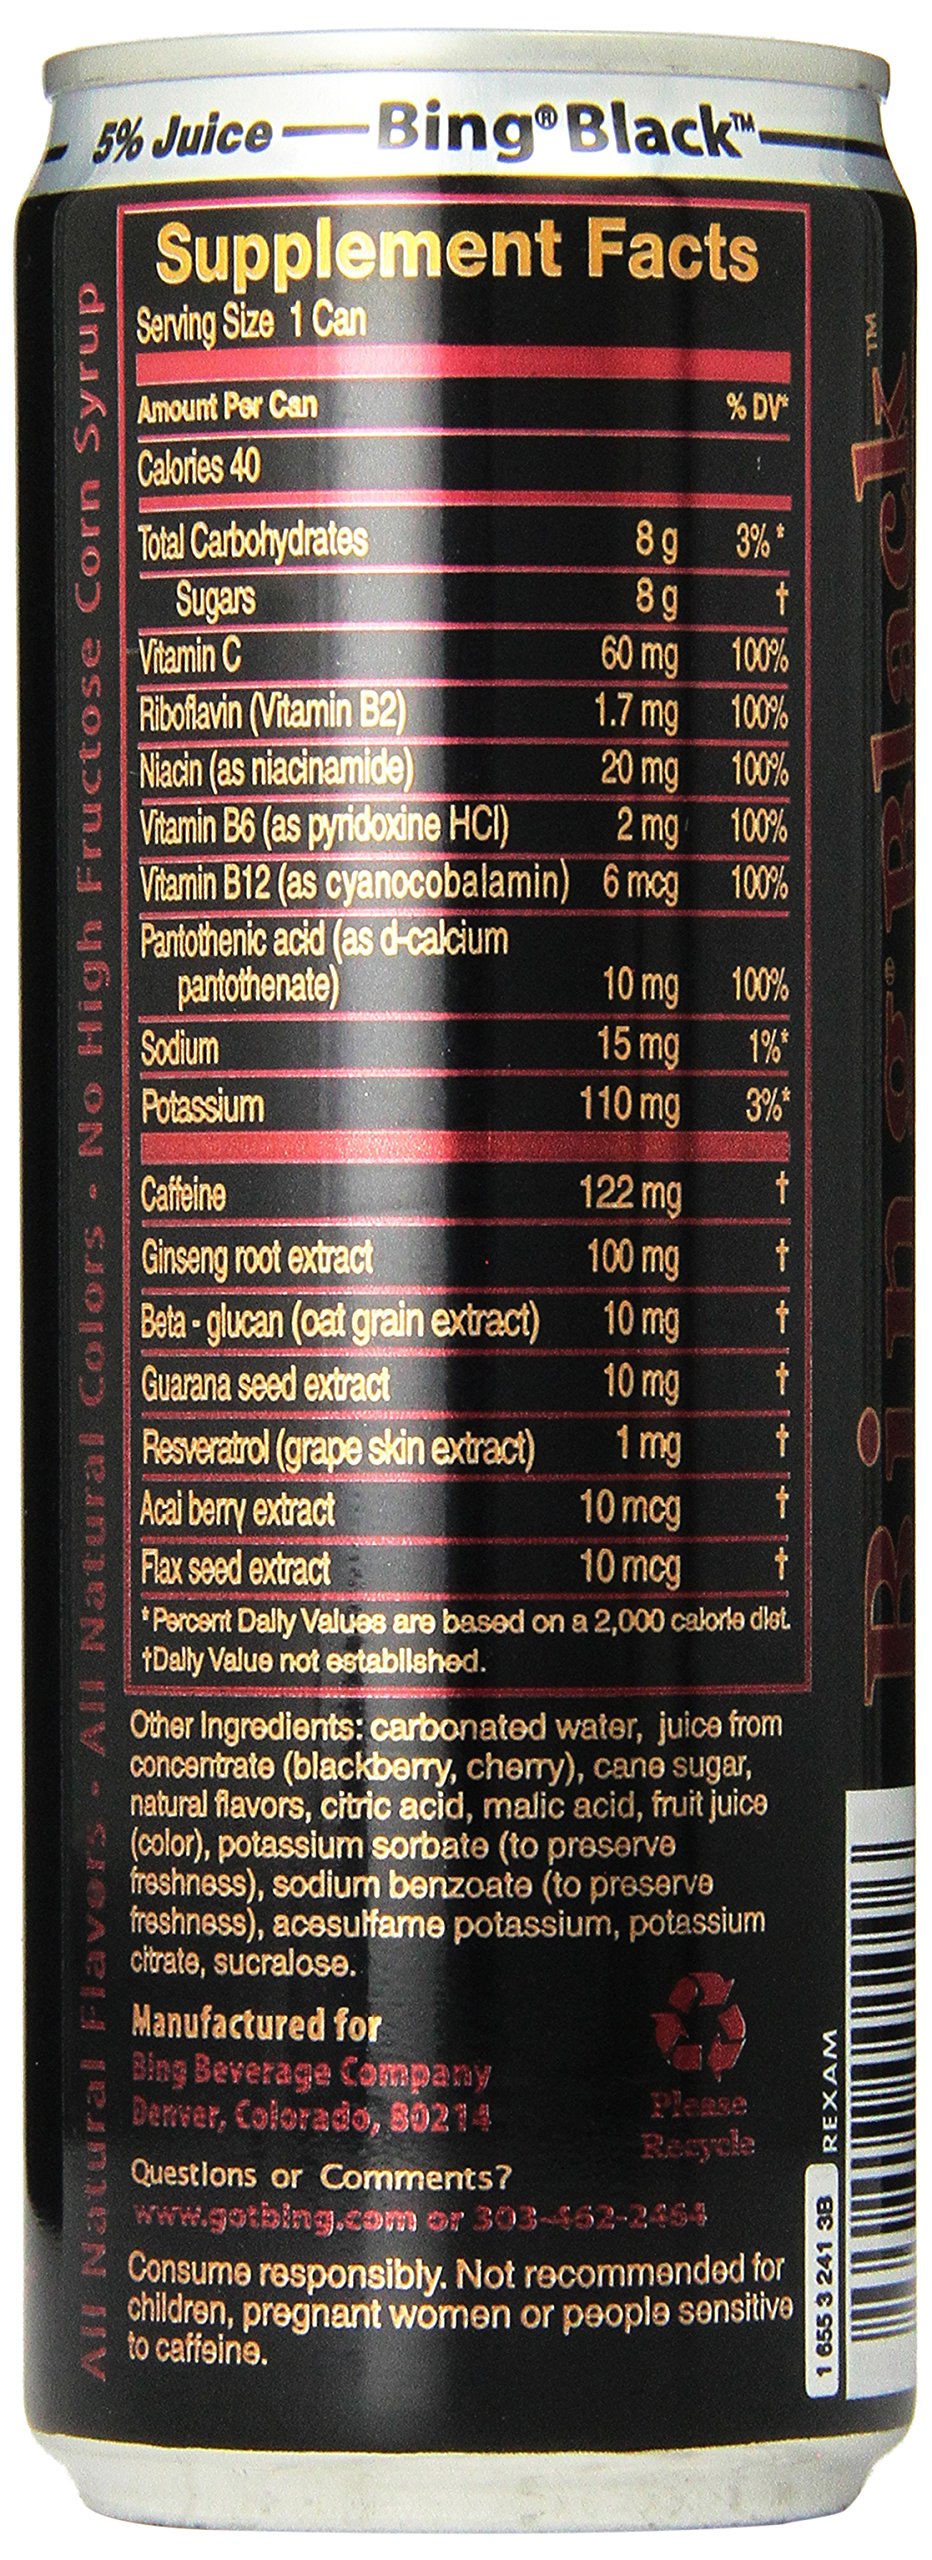 5% Juice — Bing® Black™
Supplement Facts
Serving Size 1 Can
Amount Per Can % DV*
Calories 40
Total Carbohydrates 8 g 3% *
Sugars 8 g †
Vitamin C 60 mg 100%
Riboflavin (Vitamin B2) 1.7 mg 100%
Niacin (as niacinamide) 20 mg 100%
Vitamin B6 (as pyridoxine HCl) 2 mg 100%
Vitamin B12 (as cyanocobalamin) 6 mcg 100%
Pantothenic acid (as d-calcium
pantothenate) 10 mg 100%
Sodium 15 mg 1%*
Potassium 110 mg 3%*
Caffeine 122 mg †
Ginseng root extract 100 mg †
Beta - glucan (oat grain extract) 10 mg †
Guarana seed extract 10 mg †
Resveratrol (grape skin extract) 1 mg †
Acai berry extract 10 mcg †
Flax seed extract 10 mcg †
*Percent Daily Values are based on a 2,000 calorie diet.
†Daily Value not established.
Other Ingredients: carbonated water, juice from
concentrate (blackberry, cherry), cane sugar,
natural flavors, citric acid, malic acid, fruit juice
(color), potassium sorbate (to preserve
freshness), sodium benzoate (to preserve
freshness), acesulfame potassium, potassium
citrate, sucralose.
Manufactured for
Bing Beverage Company
Denver, Colorado, 80214
Please
Recycle
Questions or Comments?
www.gotbing.com or 303-462-2464
Consume responsibly. Not recommended for
children, pregnant women or people sensitive
to caffeine.
All Natural Flavors · All Natural Colors · No High Fructose Corn Syrup
Bing® Black™
REXAM
1 655 3 241 3B